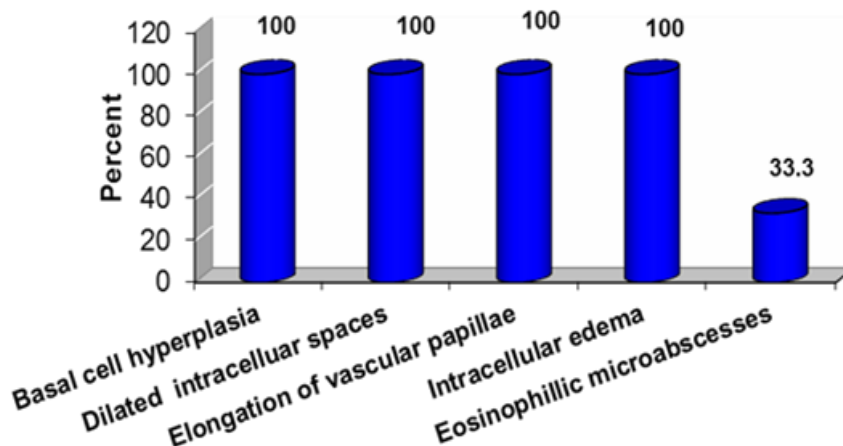 100 100 100 100
33.3
120
100
80
60
40
20
0
Percent
Basal cell hyperplasia
Dilated intracelluar spaces
Elongation of vascular papillae
Intracellular edema
Eosinophillic microabscesses